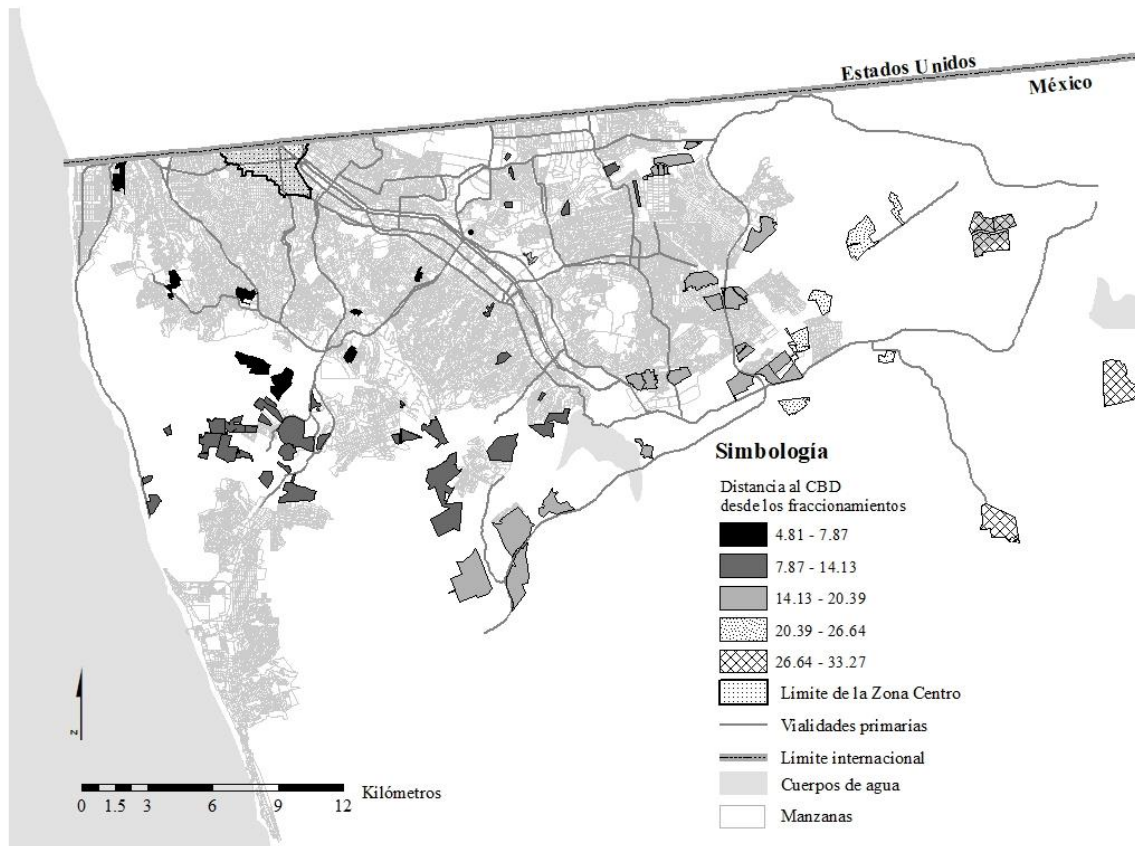 Estados Unidos
México
Simbología
Distancia al CBD
desde los fraccionamientos
4.81 - 7.87
7.87 - 14.13
14.13 - 20.39
20.39 - 26.64
26.64 - 33.27
Limite de la Zona Centro
Vialidades primarias
Limite internacional
Cuerpos de agua
Manzanas
N
Kilómetros
0 1.5 3 6 9 12